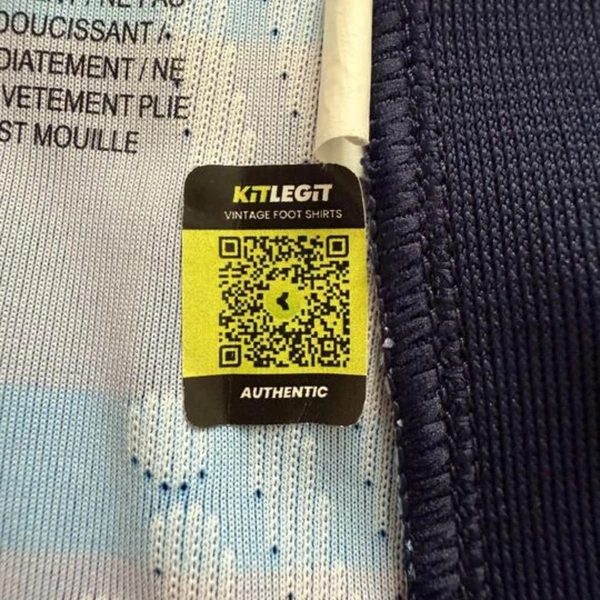 DOUCISSANT /
DIATEMENT / NE
VETEMENT PLIE
ST MOUILLE
KiTLEGiT
VINTAGE FOOT SHIRTS
AUTHENTIC